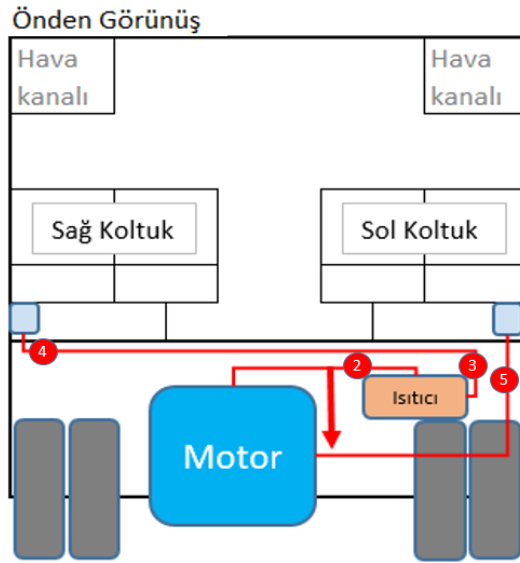 Önden Görünüş
Hava
kanalı
Hava
kanalı
Sağ Koltuk
Sol Koltuk
4
2
3
5
Isıtıcı
Motor